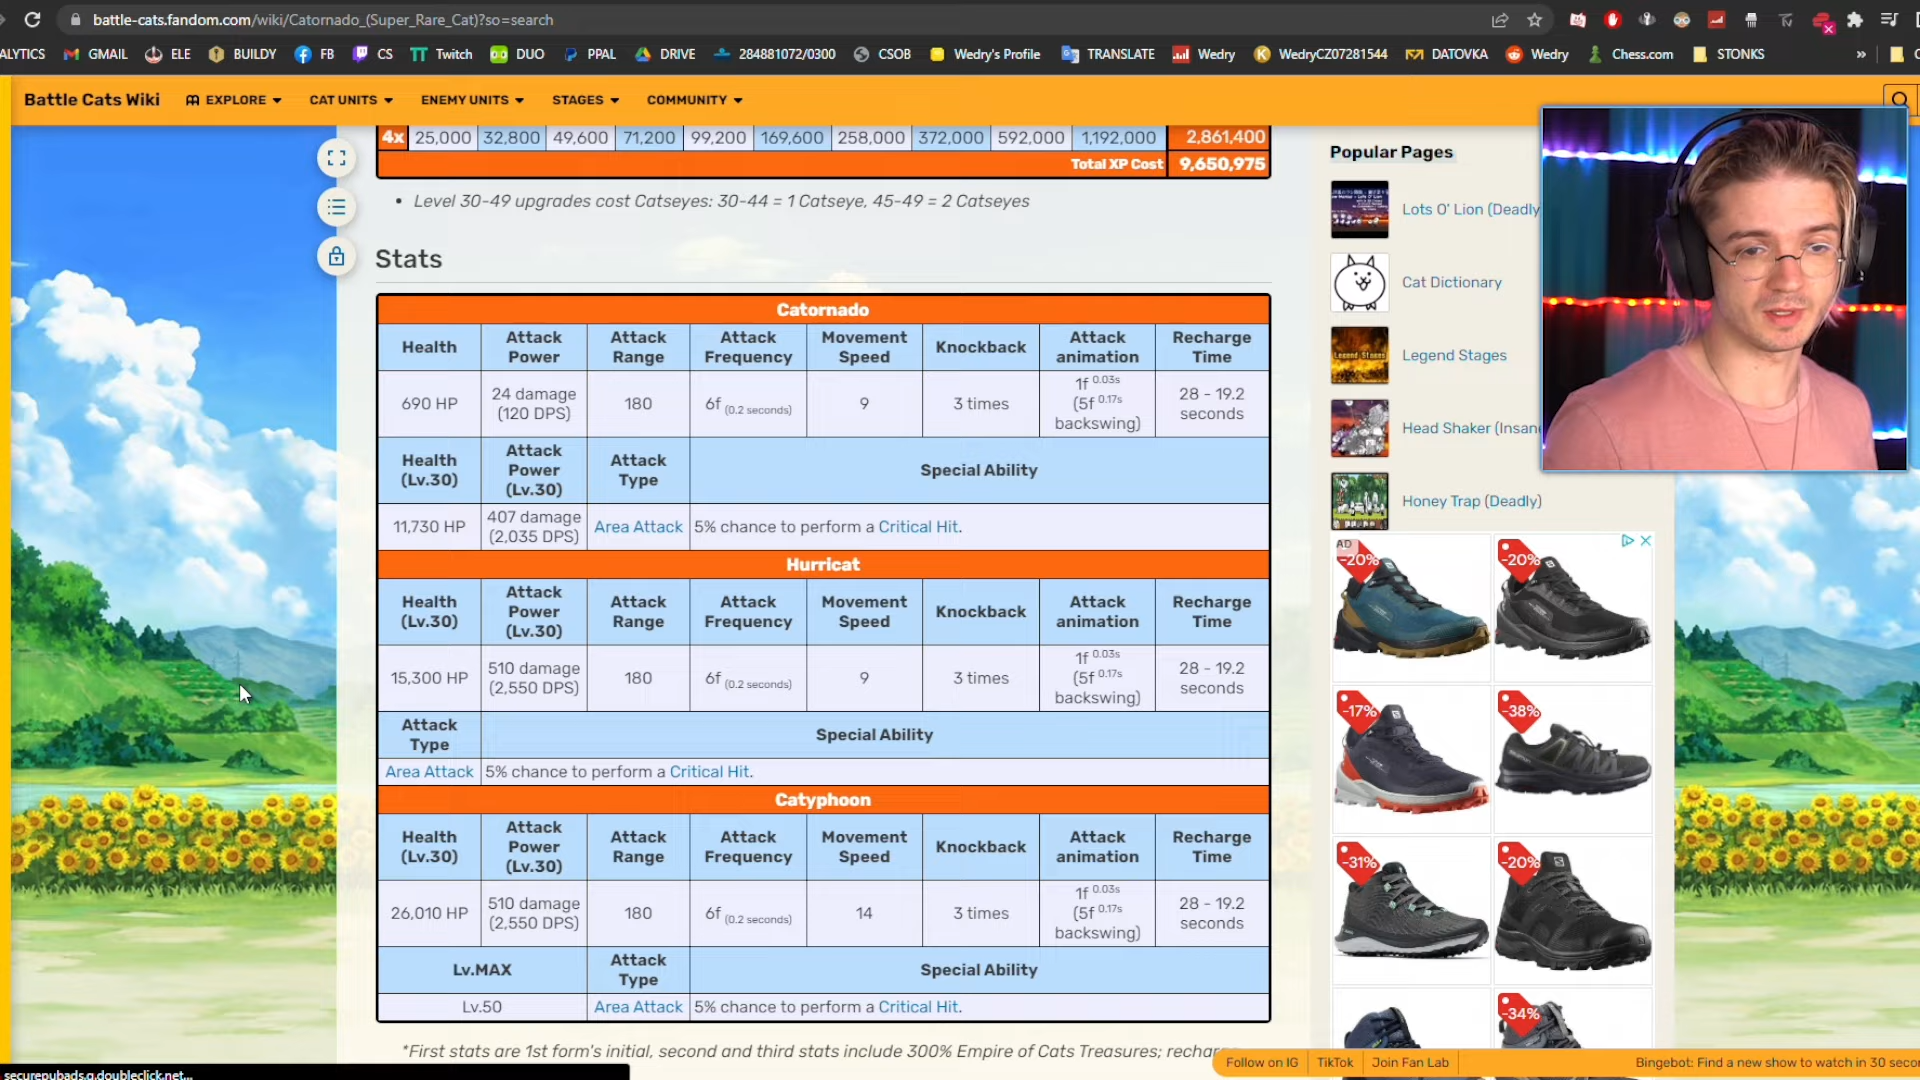 battle-cats.fandom.com/wiki/Catornado_(Super_Rare_Cat)?so=search
ALYTICS GMAIL ELE BUILDY FB CS Twitch DUO PPAL DRIVE 284881072/0300 CSOB Wedry's Profile TRANSLATE Wedry WedryCZ07281544 DATOVKA Wedry Chess.com STONKS »
Battle Cats Wiki EXPLORE CAT UNITS ENEMY UNITS STAGES COMMUNITY
4x 25,000 32,800 49,600 71,200 99,200 169,600 258,000 372,000 592,000 1,192,000 2,861,400
Total XP Cost 9,650,975
• Level 30-49 upgrades cost Catseyes: 30-44 = 1 Catseye, 45-49 = 2 Catseyes
Stats
Catornado
Health Attack Power Attack Range Attack Frequency Movement Speed Knockback Attack animation Recharge Time
690 HP 24 damage (120 DPS) 180 6f (0.2 seconds) 9 3 times 1f 0.03s (5f 0.17s backswing) 28 - 19.2 seconds
Health (Lv.30) Attack Power (Lv.30) Attack Type Special Ability
11,730 HP 407 damage (2,035 DPS) Area Attack 5% chance to perform a Critical Hit.
Hurricat
Health (Lv.30) Attack Power (Lv.30) Attack Range Attack Frequency Movement Speed Knockback Attack animation Recharge Time
15,300 HP 510 damage (2,550 DPS) 180 6f (0.2 seconds) 9 3 times 1f 0.03s (5f 0.17s backswing) 28 - 19.2 seconds
Attack Type Special Ability
Area Attack 5% chance to perform a Critical Hit.
Catyphoon
Health (Lv.30) Attack Power (Lv.30) Attack Range Attack Frequency Movement Speed Knockback Attack animation Recharge Time
26,010 HP 510 damage (2,550 DPS) 180 6f (0.2 seconds) 14 3 times 1f 0.03s (5f 0.17s backswing) 28 - 19.2 seconds
Lv.MAX Attack Type Special Ability
Lv.50 Area Attack 5% chance to perform a Critical Hit.
*First stats are 1st form's initial, second and third stats include 300% Empire of Cats Treasures; rechar
Popular Pages
Lots O' Lion (Deadly
Cat Dictionary
Legend Stages
Head Shaker (Insan
Honey Trap (Deadly)
AD
-20% -20%
-17% -38%
-31% -20%
-34%
Follow on IG TikTok Join Fan Lab Bingebot: Find a new show to watch in 30 seco
securepubads.g.doubleclick.net...